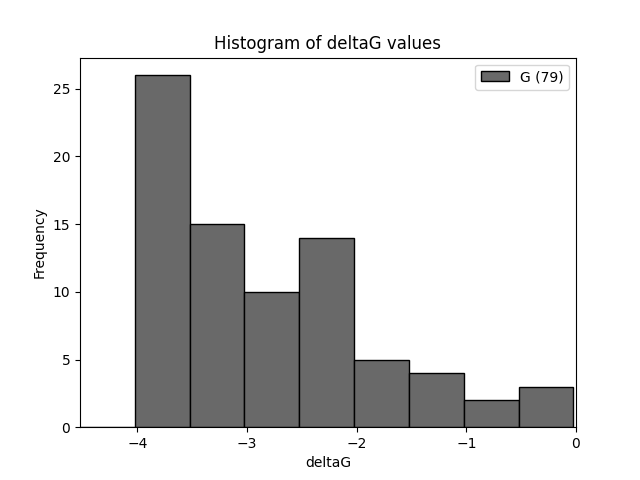 Histogram of deltaG values
G (79)
25
20
15
10
5
0
Frequency
−4
−3
−2
−1
0
deltaG